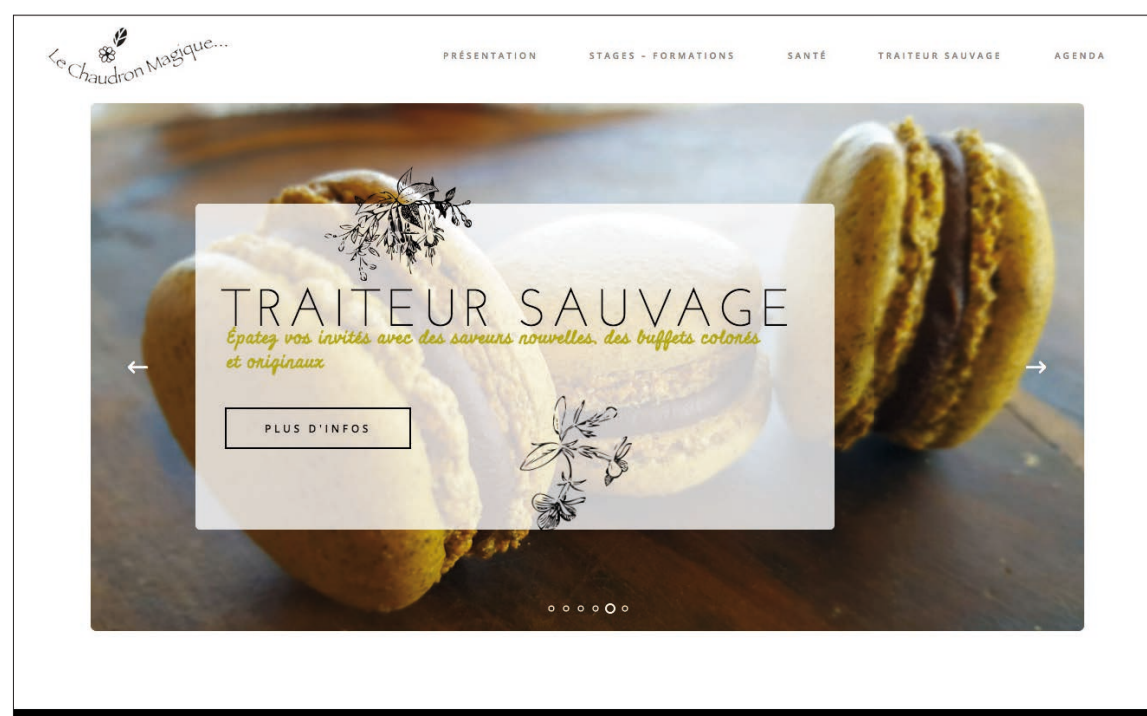 Le Chaudron Magique...
PRÉSENTATION
STAGES – FORMATIONS
SANTÉ
TRAITEUR SAUVAGE
AGENDA
TRAITEUR SAUVAGE
Épatez vos invités avec des saveurs nouvelles, des buffets colorés
et originaux
PLUS D'INFOS